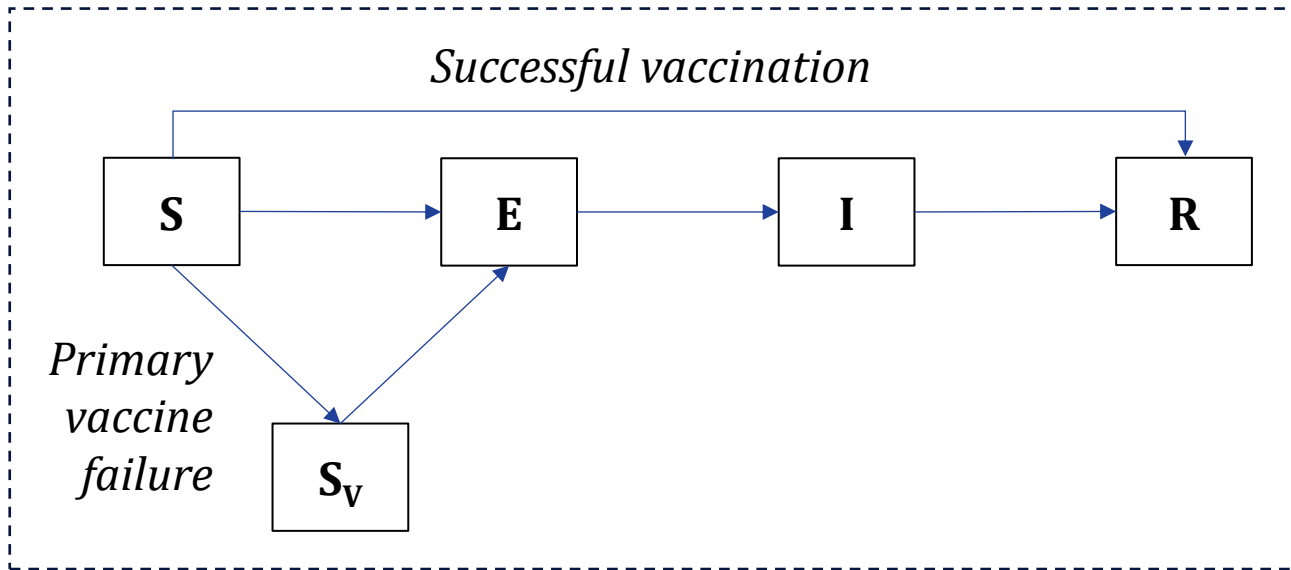 Successful vaccination
S
E
I
R
Primary
vaccine
failure
S_V